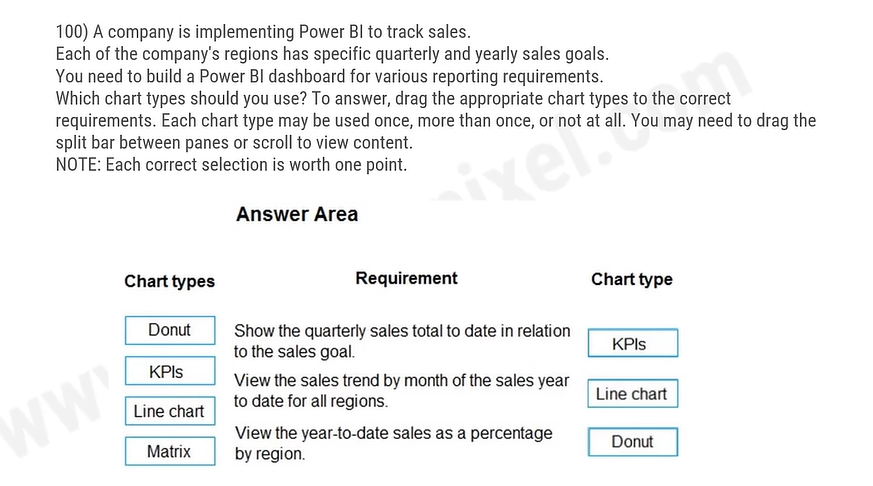 100) A company is implementing Power BI to track sales.
Each of the company's regions has specific quarterly and yearly sales goals.
You need to build a Power BI dashboard for various reporting requirements.
Which chart types should you use? To answer, drag the appropriate chart types to the correct
requirements. Each chart type may be used once, more than once, or not at all. You may need to drag the
split bar between panes or scroll to view content.
NOTE: Each correct selection is worth one point.
Answer Area
Chart types
Donut
KPIs
Line chart
Matrix
Requirement
Show the quarterly sales total to date in relation
to the sales goal.
View the sales trend by month of the sales year
to date for all regions.
View the year-to-date sales as a percentage
by region.
Chart type
KPIs
Line chart
Donut